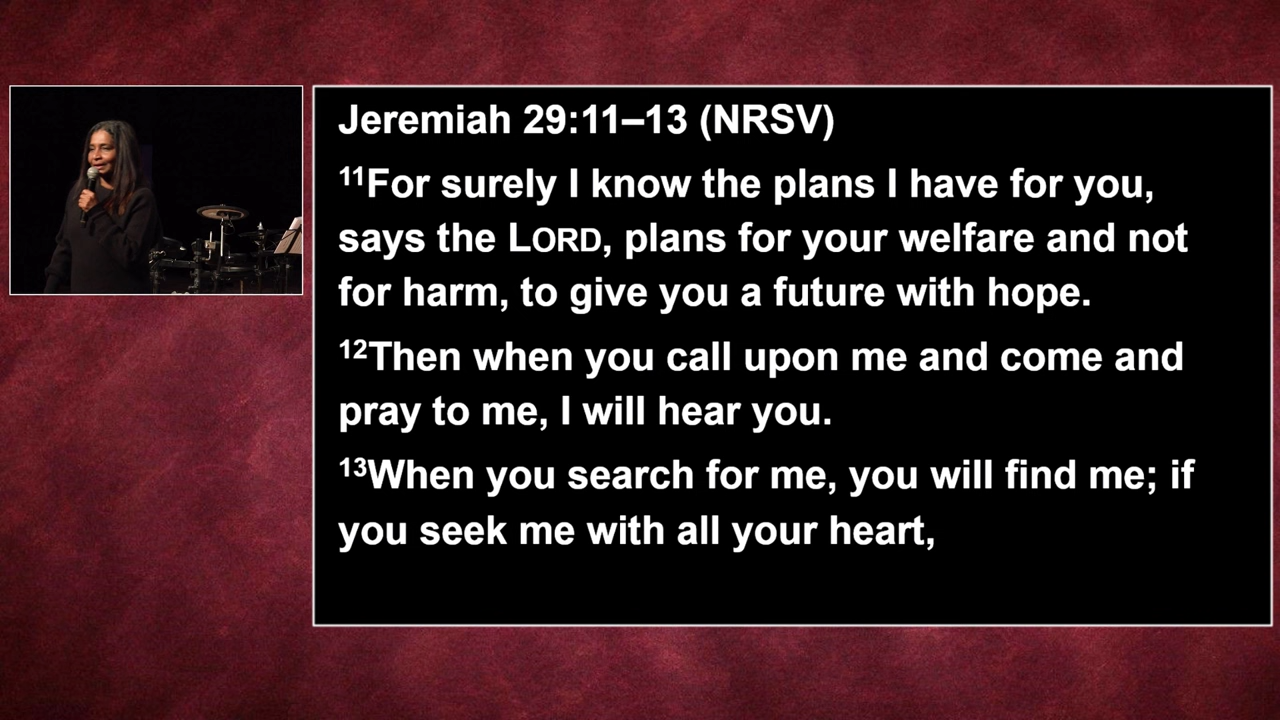 Jeremiah 29:11–13 (NRSV)
¹¹For surely I know the plans I have for you,
says the LORD, plans for your welfare and not
for harm, to give you a future with hope.
¹²Then when you call upon me and come and
pray to me, I will hear you.
¹³When you search for me, you will find me; if
you seek me with all your heart,